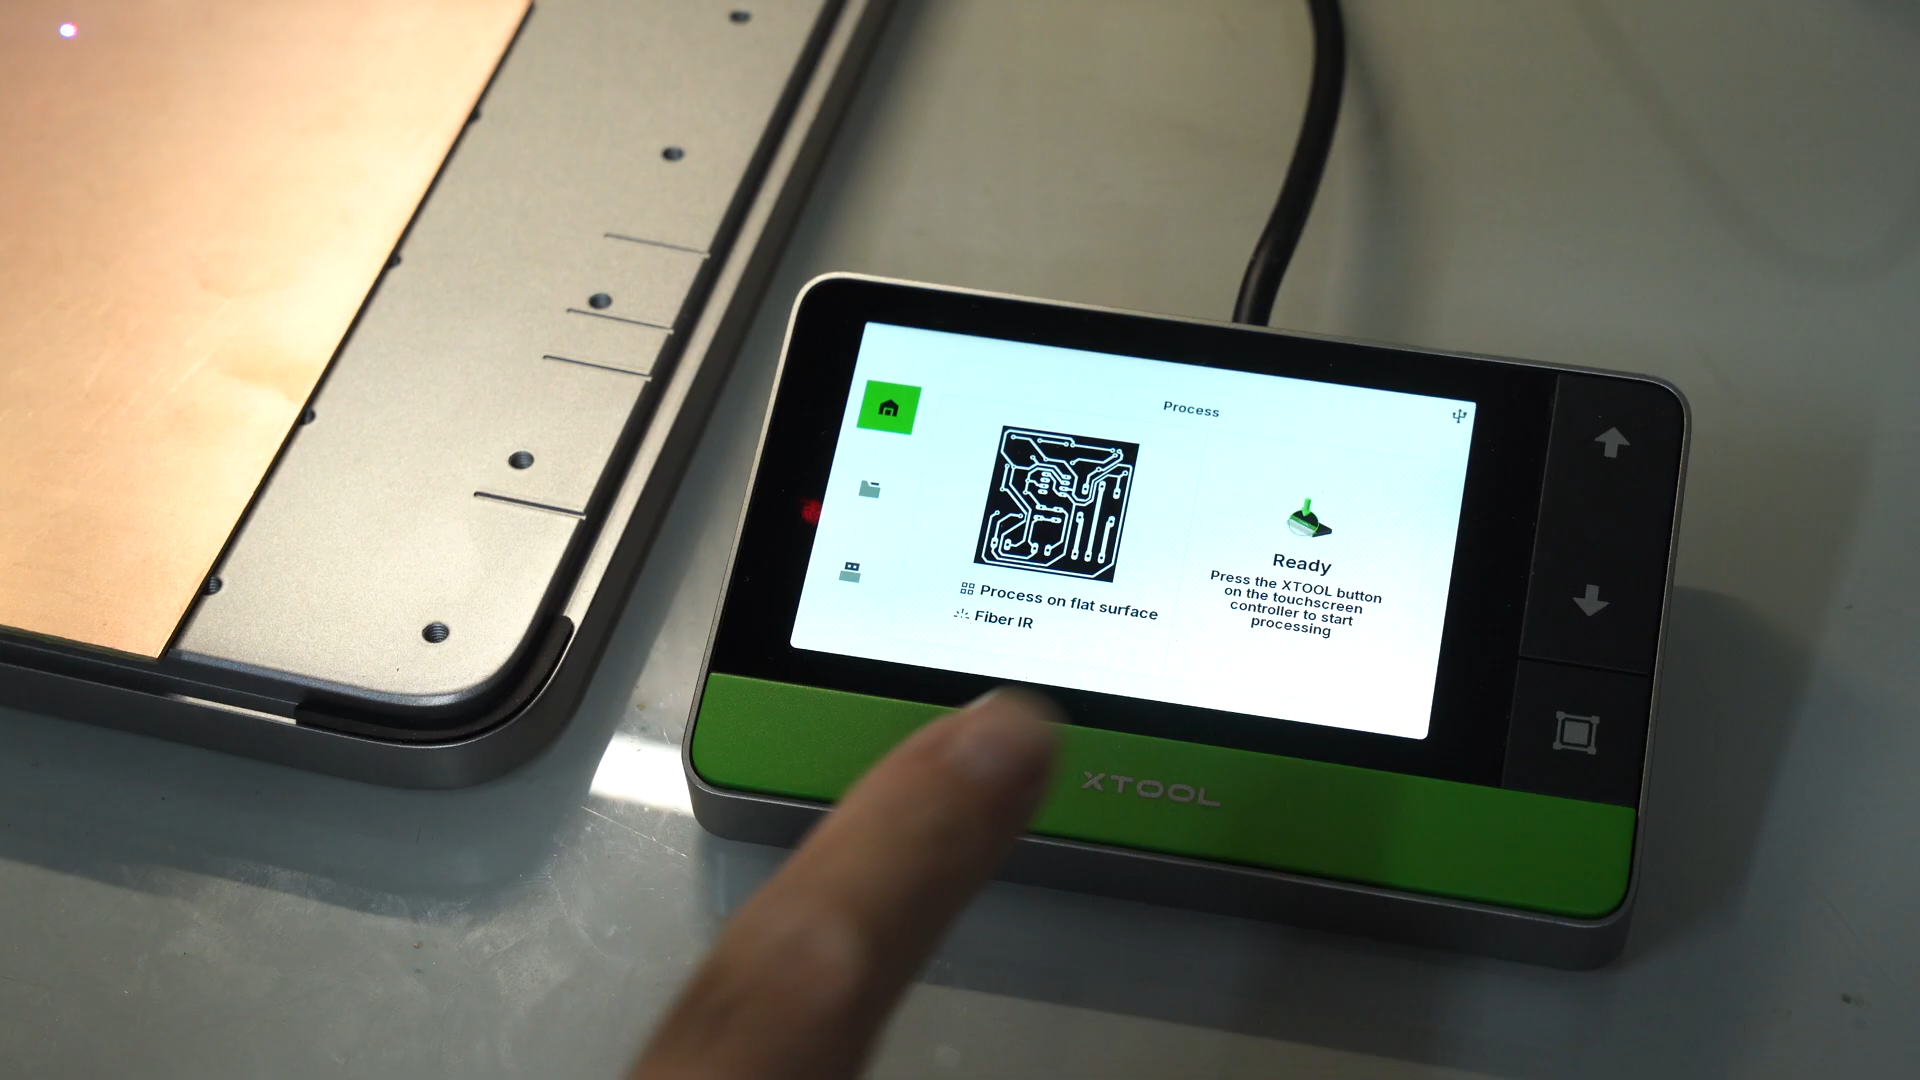 Process
Process on flat surface
Fiber IR
Ready
Press the XTOOL button
on the touchscreen
controller to start
processing
XTOOL